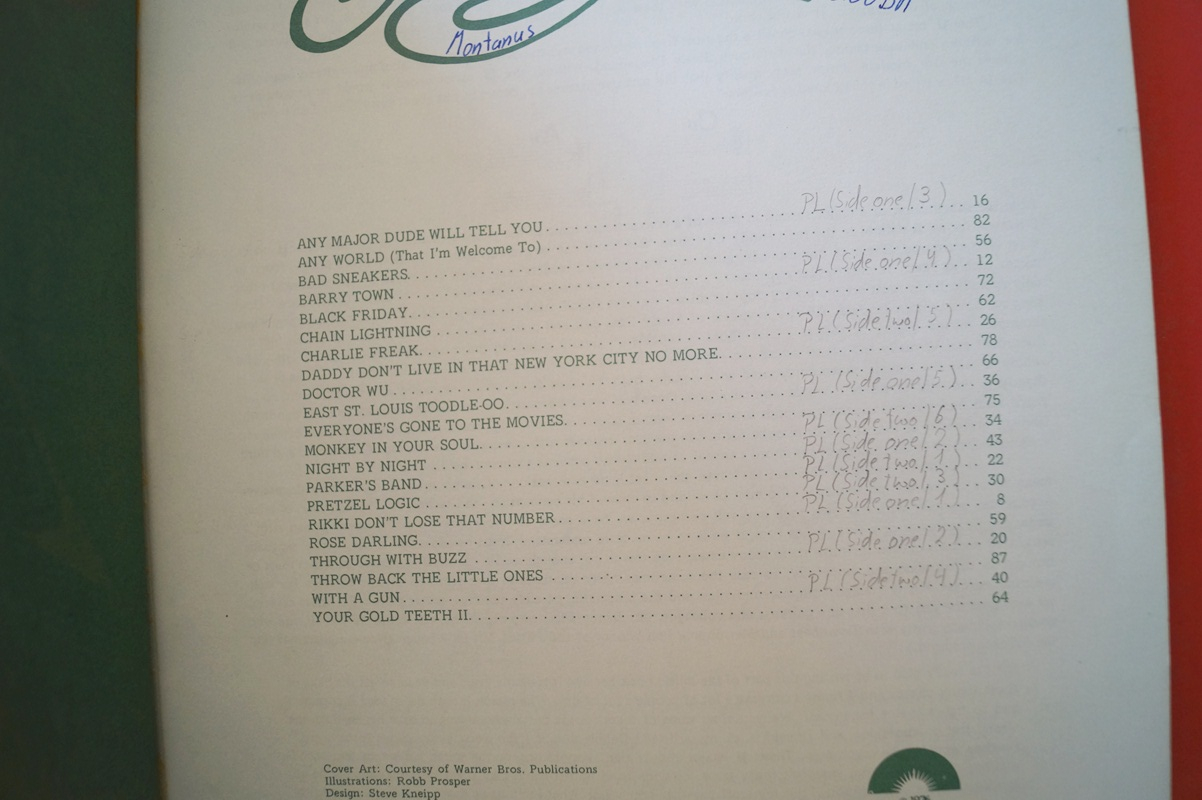 Montanus
ANY MAJOR DUDE WILL TELL YOU PL (Side one/3.) 16
ANY WORLD (That I'm Welcome To) 82
BAD SNEAKERS 56
BARRY TOWN PL (Side one/4.) 12
BLACK FRIDAY 72
CHAIN LIGHTNING 62
CHARLIE FREAK PL (Side two/5.) 26
DADDY DON'T LIVE IN THAT NEW YORK CITY NO MORE 78
DOCTOR WU 66
EAST ST. LOUIS TOODLE-OO PL (Side one/5.) 36
EVERYONE'S GONE TO THE MOVIES 75
MONKEY IN YOUR SOUL PL (Side two/6.) 34
NIGHT BY NIGHT PL (Side one/2.) 43
PARKER'S BAND PL (Side two/1.) 22
PRETZEL LOGIC PL (Side two/3.) 30
RIKKI DON'T LOSE THAT NUMBER PL (Side one/1.) 8
ROSE DARLING 59
THROUGH WITH BUZZ PL (Side one/2.) 20
THROW BACK THE LITTLE ONES 87
WITH A GUN PL (Side two/4.) 40
YOUR GOLD TEETH II 64
Cover Art: Courtesy of Warner Bros. Publications
Illustrations: Robb Prosper
Design: Steve Kneipp